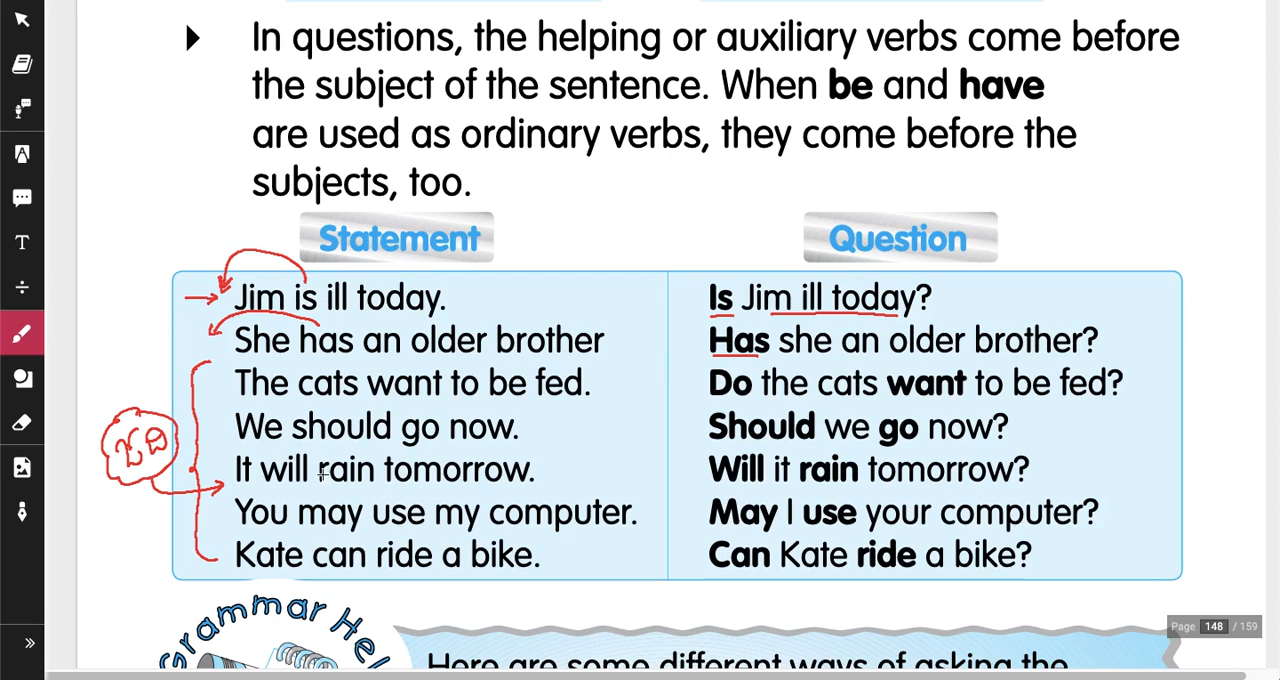 In questions, the helping or auxiliary verbs come before
the subject of the sentence. When be and have
are used as ordinary verbs, they come before the
subjects, too.
Statement
Question
Jim is ill today.
Is Jim ill today?
She has an older brother
Has she an older brother?
The cats want to be fed.
Do the cats want to be fed?
We should go now.
Should we go now?
It will rain tomorrow.
Will it rain tomorrow?
You may use my computer.
May I use your computer?
Kate can ride a bike.
Can Kate ride a bike?
Page 148 / 159
Grammar Hel
Here are some different ways of asking the